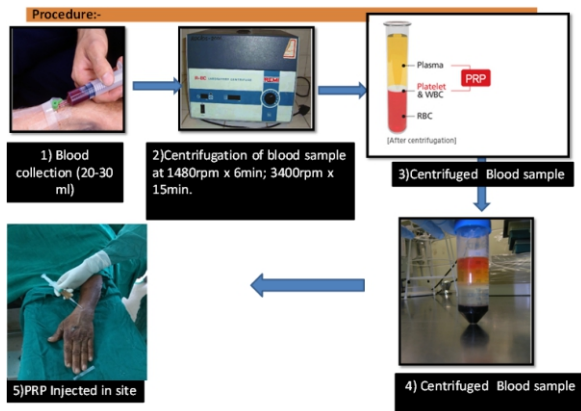 Procedure:-
1) Blood
collection (20-30
ml)
2)Centrifugation of blood sample
at 1480rpm x 6min; 3400rpm x
15min.
Plasma
Platelet
& WBC
RBC
PRP
[After centrifugation]
3)Centifuged Blood sample
4) Centrifuged Blood sample
5)PRP Injected in site